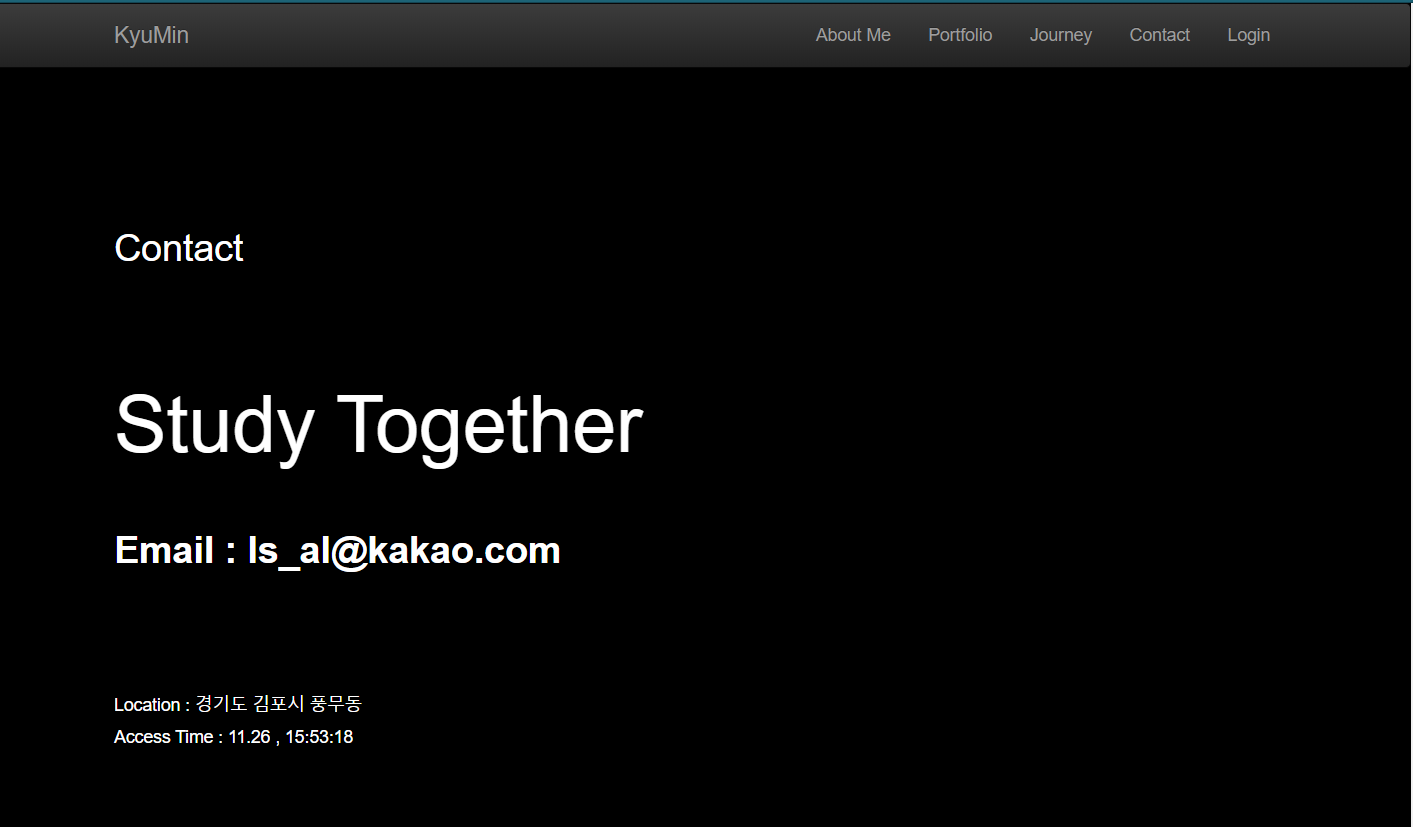 KyuMin About Me Portfolio Journey Contact Login
Contact
Study Together
Email : ls_al@kakao.com
Location : 경기도 김포시 풍무동
Access Time : 11.26 , 15:53:18